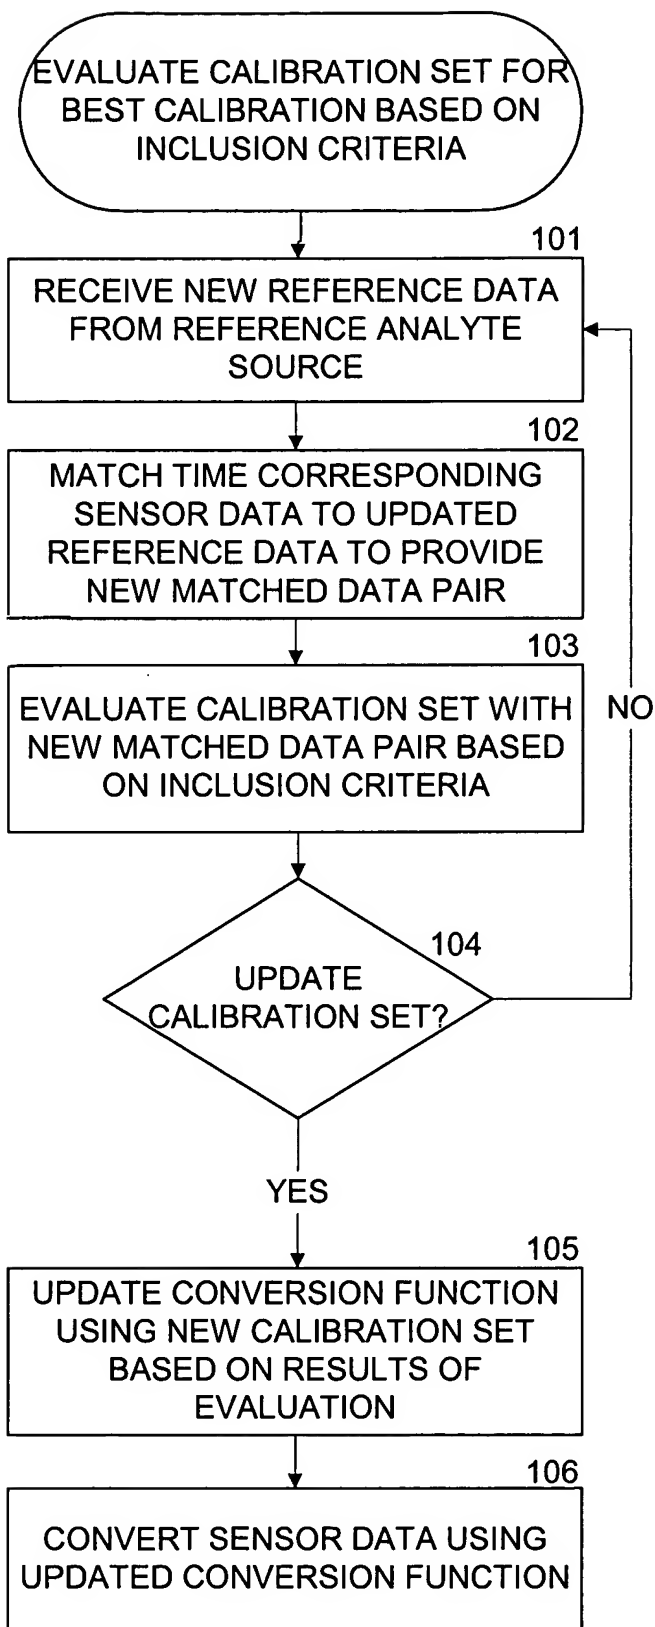 EVALUATE CALIBRATION SET FOR
BEST CALIBRATION BASED ON
INCLUSION CRITERIA
101
RECEIVE NEW REFERENCE DATA
FROM REFERENCE ANALYTE
SOURCE
102
MATCH TIME CORRESPONDING
SENSOR DATA TO UPDATED
REFERENCE DATA TO PROVIDE
NEW MATCHED DATA PAIR
103
EVALUATE CALIBRATION SET WITH
NEW MATCHED DATA PAIR BASED
ON INCLUSION CRITERIA
NO
104
UPDATE
CALIBRATION SET?
YES
105
UPDATE CONVERSION FUNCTION
USING NEW CALIBRATION SET
BASED ON RESULTS OF
EVALUATION
106
CONVERT SENSOR DATA USING
UPDATED CONVERSION FUNCTION